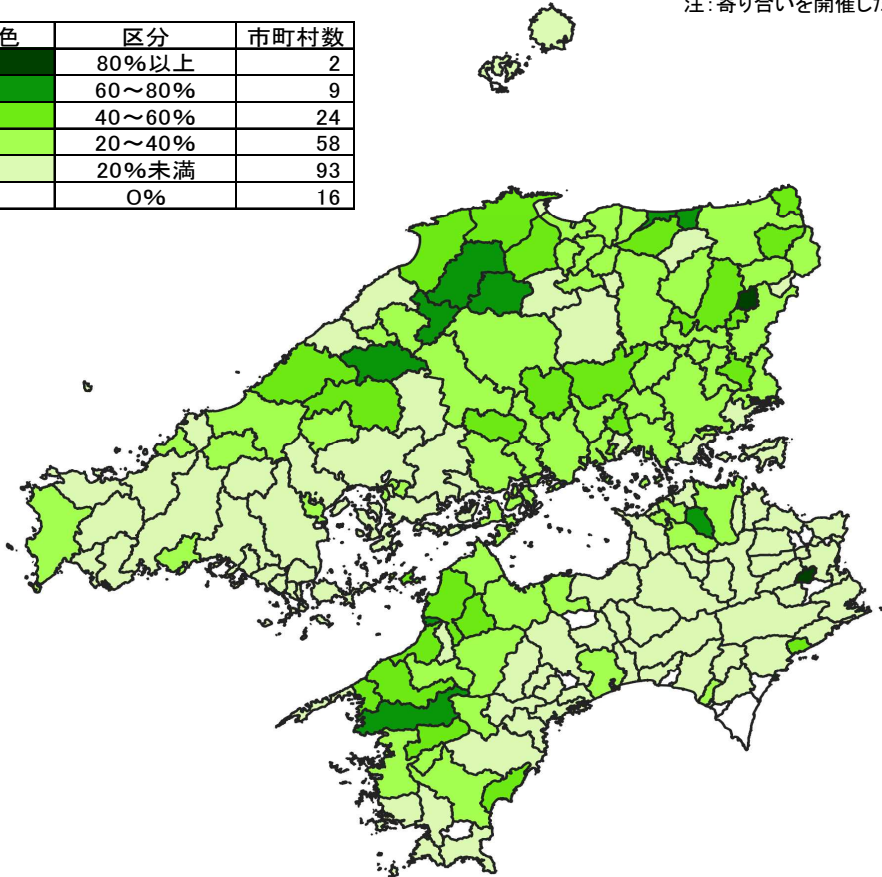 注：寄り合いを開催した
色 区分 市町村数
80%以上 2
60～80% 9
40～60% 24
20～40% 58
20%未満 93
0% 16